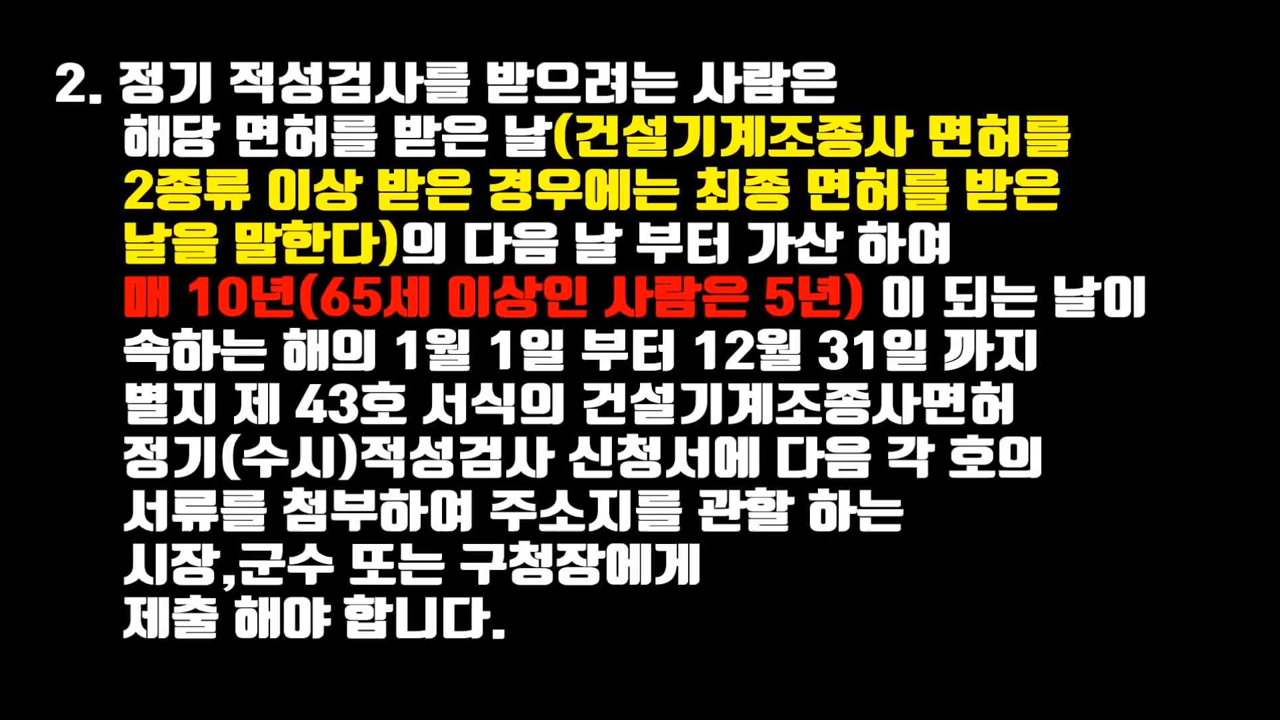 2. 정기 적성검사를 받으려는 사람은
해당 면허를 받은 날(건설기계조종사 면허를
2종류 이상 받은 경우에는 최종 면허를 받은
날을 말한다)의 다음 날 부터 가산 하여
매 10년(65세 이상인 사람은 5년) 이 되는 날이
속하는 해의 1월 1일 부터 12월 31일 까지
별지 제 43호 서식의 건설기계조종사면허
정기(수시)적성검사 신청서에 다음 각 호의
서류를 첨부하여 주소지를 관할 하는
시장,군수 또는 구청장에게
제출 해야 합니다.